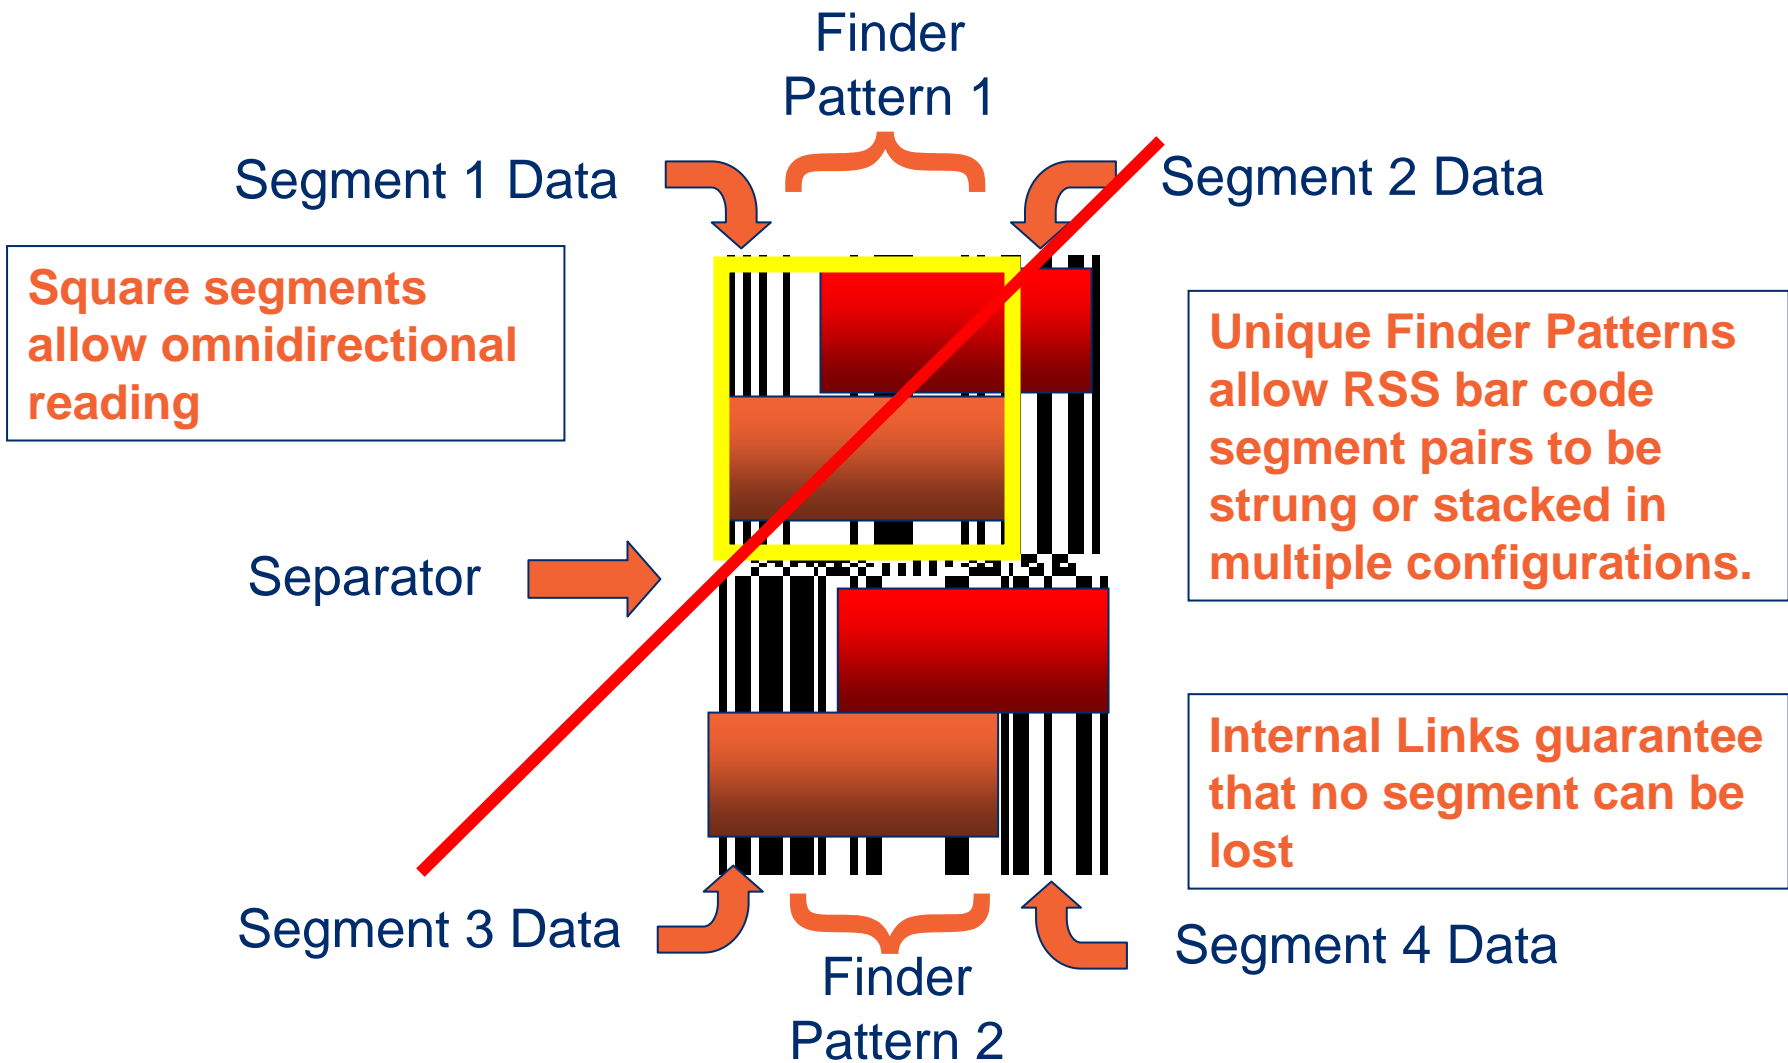 Finder
Pattern 1
Segment 1 Data
Segment 2 Data
Square segments
allow omnidirectional
reading
Unique Finder Patterns
allow RSS bar code
segment pairs to be
strung or stacked in
multiple configurations.
Separator
Internal Links guarantee
that no segment can be
lost
Segment 3 Data
Segment 4 Data
Finder
Pattern 2